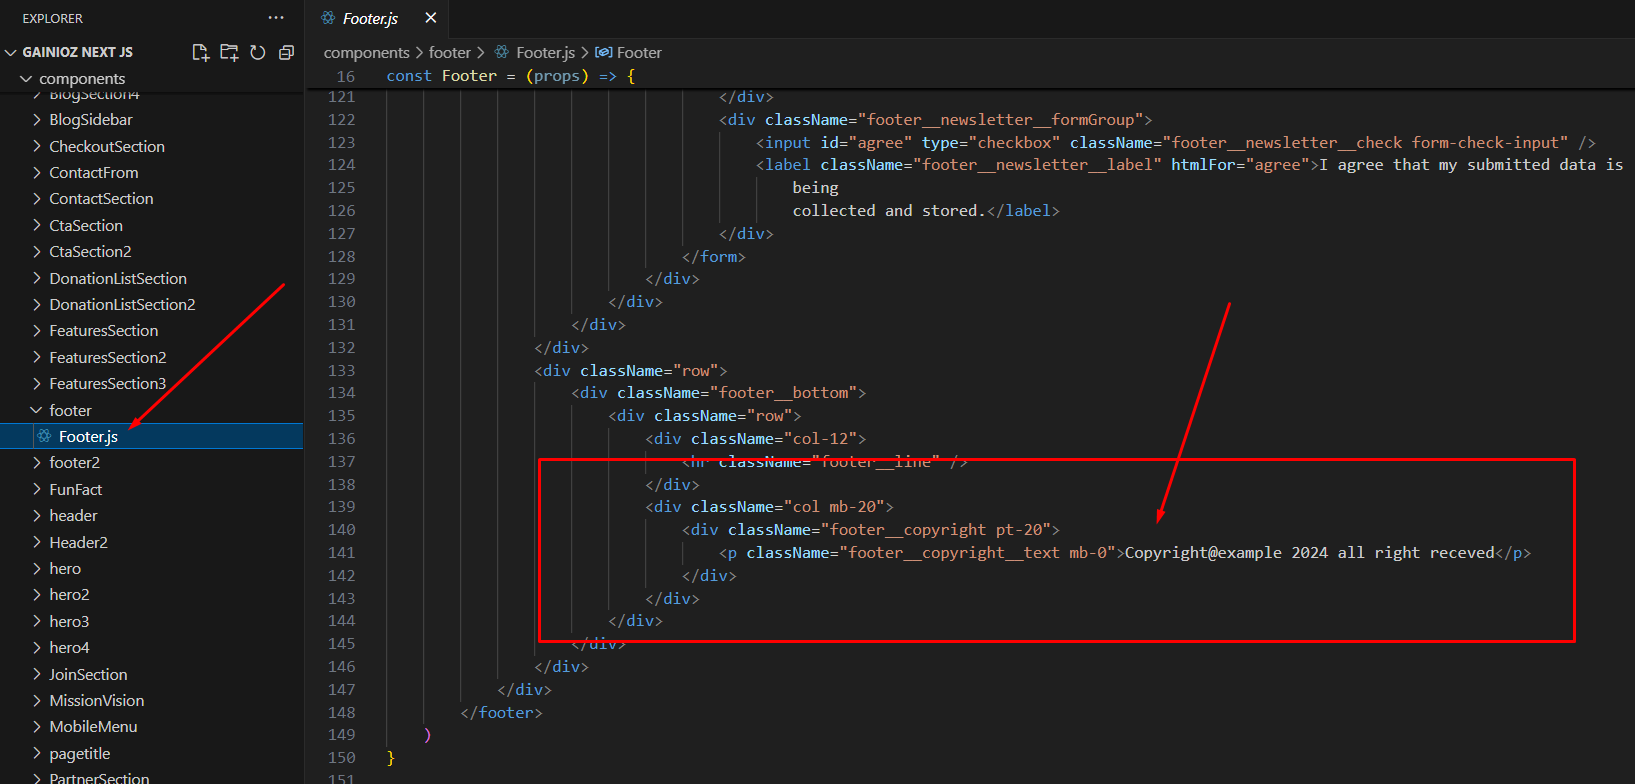 EXPLORER
GAINIOZ NEXT JS
components
BlogSection4
BlogSidebar
CheckoutSection
ContactFrom
ContactSection
CtaSection
CtaSection2
DonationListSection
DonationListSection2
FeaturesSection
FeaturesSection2
FeaturesSection3
footer
Footer.js
footer2
FunFact
header
Header2
hero
hero2
hero3
hero4
JoinSection
MissionVision
MobileMenu
pagetitle
PartnerSection
Footer.js
components > footer > Footer.js > Footer
16 const Footer = (props) => {
121 </div>
122 <div className="footer__newsletter__formGroup">
123 <input id="agree" type="checkbox" className="footer__newsletter__check form-check-input" />
124 <label className="footer__newsletter__label" htmlFor="agree">I agree that my submitted data is
125 being
126 collected and stored.</label>
127 </div>
128 </form>
129 </div>
130 </div>
131 </div>
132 </div>
133 <div className="row">
134 <div className="footer__bottom">
135 <div className="row">
136 <div className="col-12">
137 <hr className="footer__line" />
138 </div>
139 <div className="col mb-20">
140 <div className="footer__copyright pt-20">
141 <p className="footer__copyright__text mb-0">Copyright@example 2024 all right receved</p>
142 </div>
143 </div>
144 </div>
145 </div>
146 </div>
147 </div>
148 </footer>
149 )
150 }
151